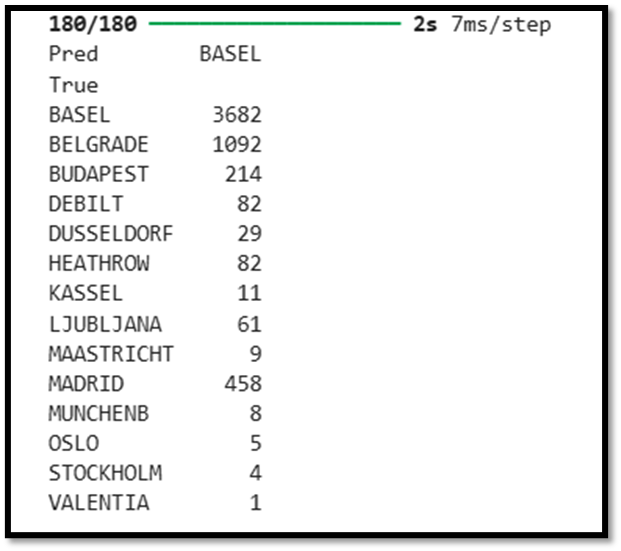 180/180 ━━━━━━━━━━━━━━━━━━━━ 2s 7ms/step
Pred BASEL
True
BASEL 3682
BELGRADE 1092
BUDAPEST 214
DEBILT 82
DUSSELDORF 29
HEATHROW 82
KASSEL 11
LJUBLJANA 61
MAASTRICHT 9
MADRID 458
MUNCHENB 8
OSLO 5
STOCKHOLM 4
VALENTIA 1